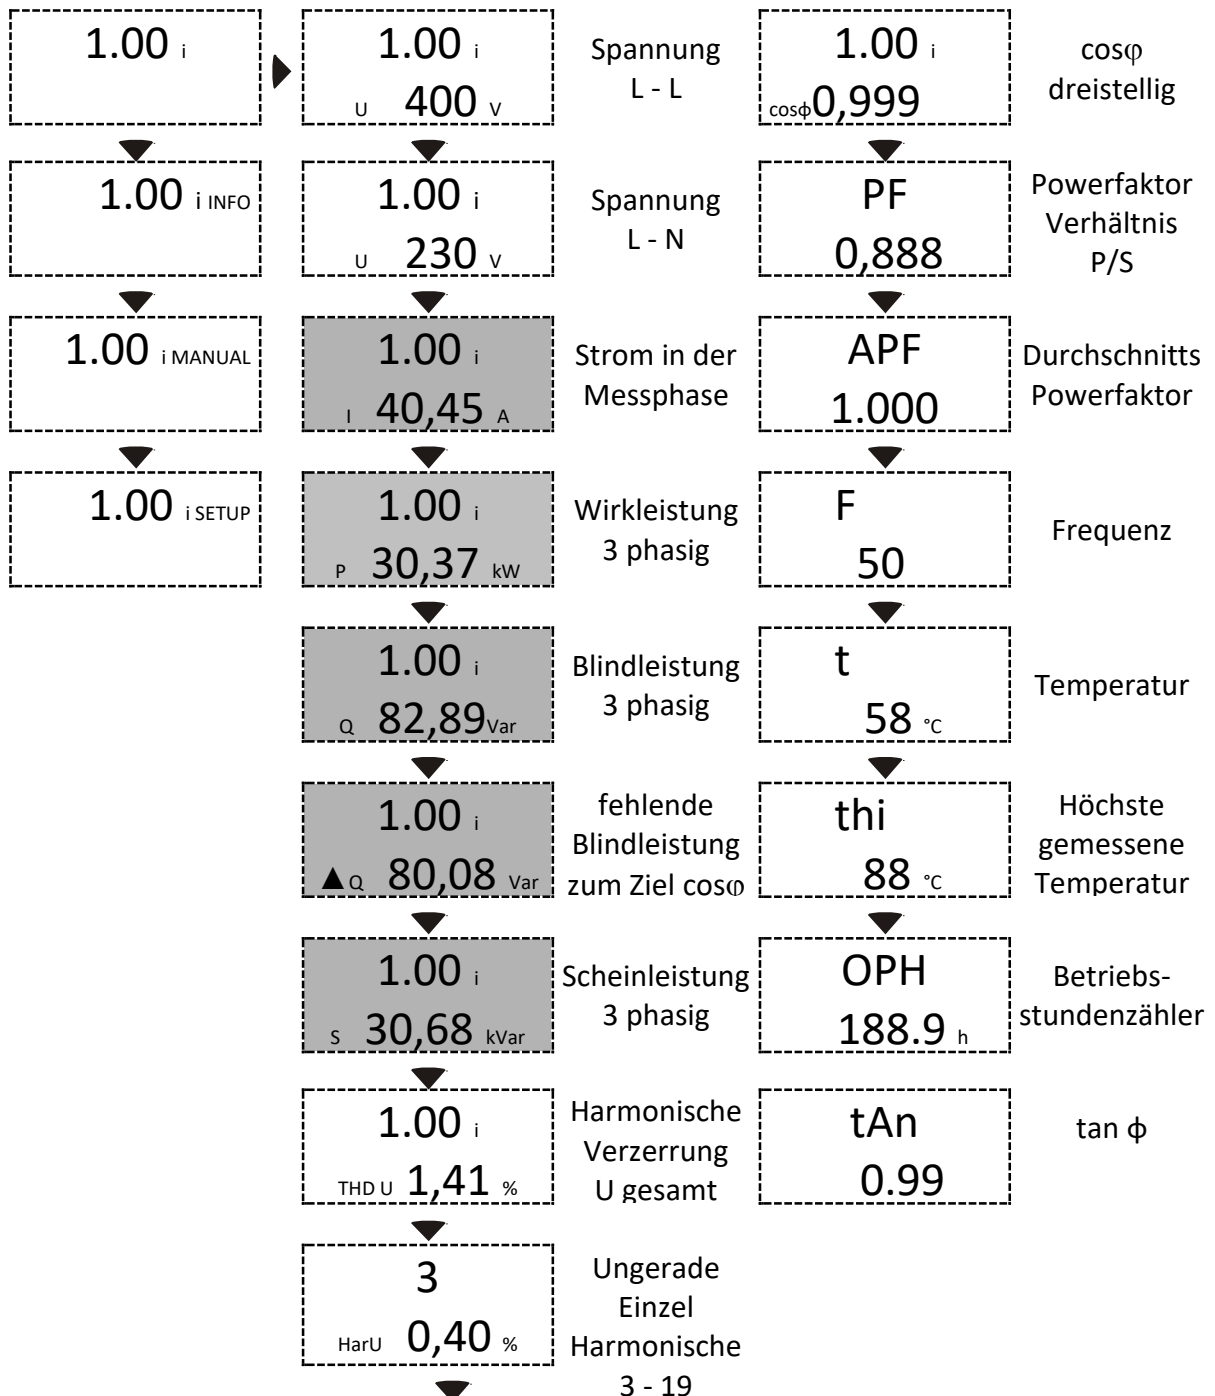 1.00 i
1.00 i INFO
1.00 i MANUAL
1.00 i SETUP
1.00 i
U 400 V
Spannung
L - L
1.00 i
U 230 V
Spannung
L - N
1.00 i
I 40,45 A
Strom in der
Messphase
1.00 i
P 30,37 kW
Wirkleistung
3 phasig
1.00 i
Q 82,89 Var
Blindleistung
3 phasig
1.00 i
▲ Q 80,08 Var
fehlende
Blindleistung
zum Ziel cosφ
1.00 i
S 30,68 kVar
Scheinleistung
3 phasig
1.00 i
THD U 1,41 %
Harmonische
Verzerrung
U gesamt
3
HarU 0,40 %
Ungerade
Einzel
Harmonische
3 - 19
1.00 i
cosϕ 0,999
cosφ
dreistellig
PF
0,888
Powerfaktor
Verhältnis
P/S
APF
1.000
Durchschnitts
Powerfaktor
F
50
Frequenz
t
58 °C
Temperatur
thi
88 °C
Höchste
gemessene
Temperatur
OPH
188.9 h
Betriebs-
stundenzähler
tAn
0.99
tan ϕ